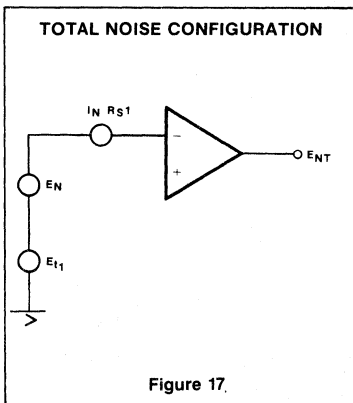 TOTAL NOISE CONFIGURATION
IN RS1
−
+
ENT
EN
Et1
Figure 17.